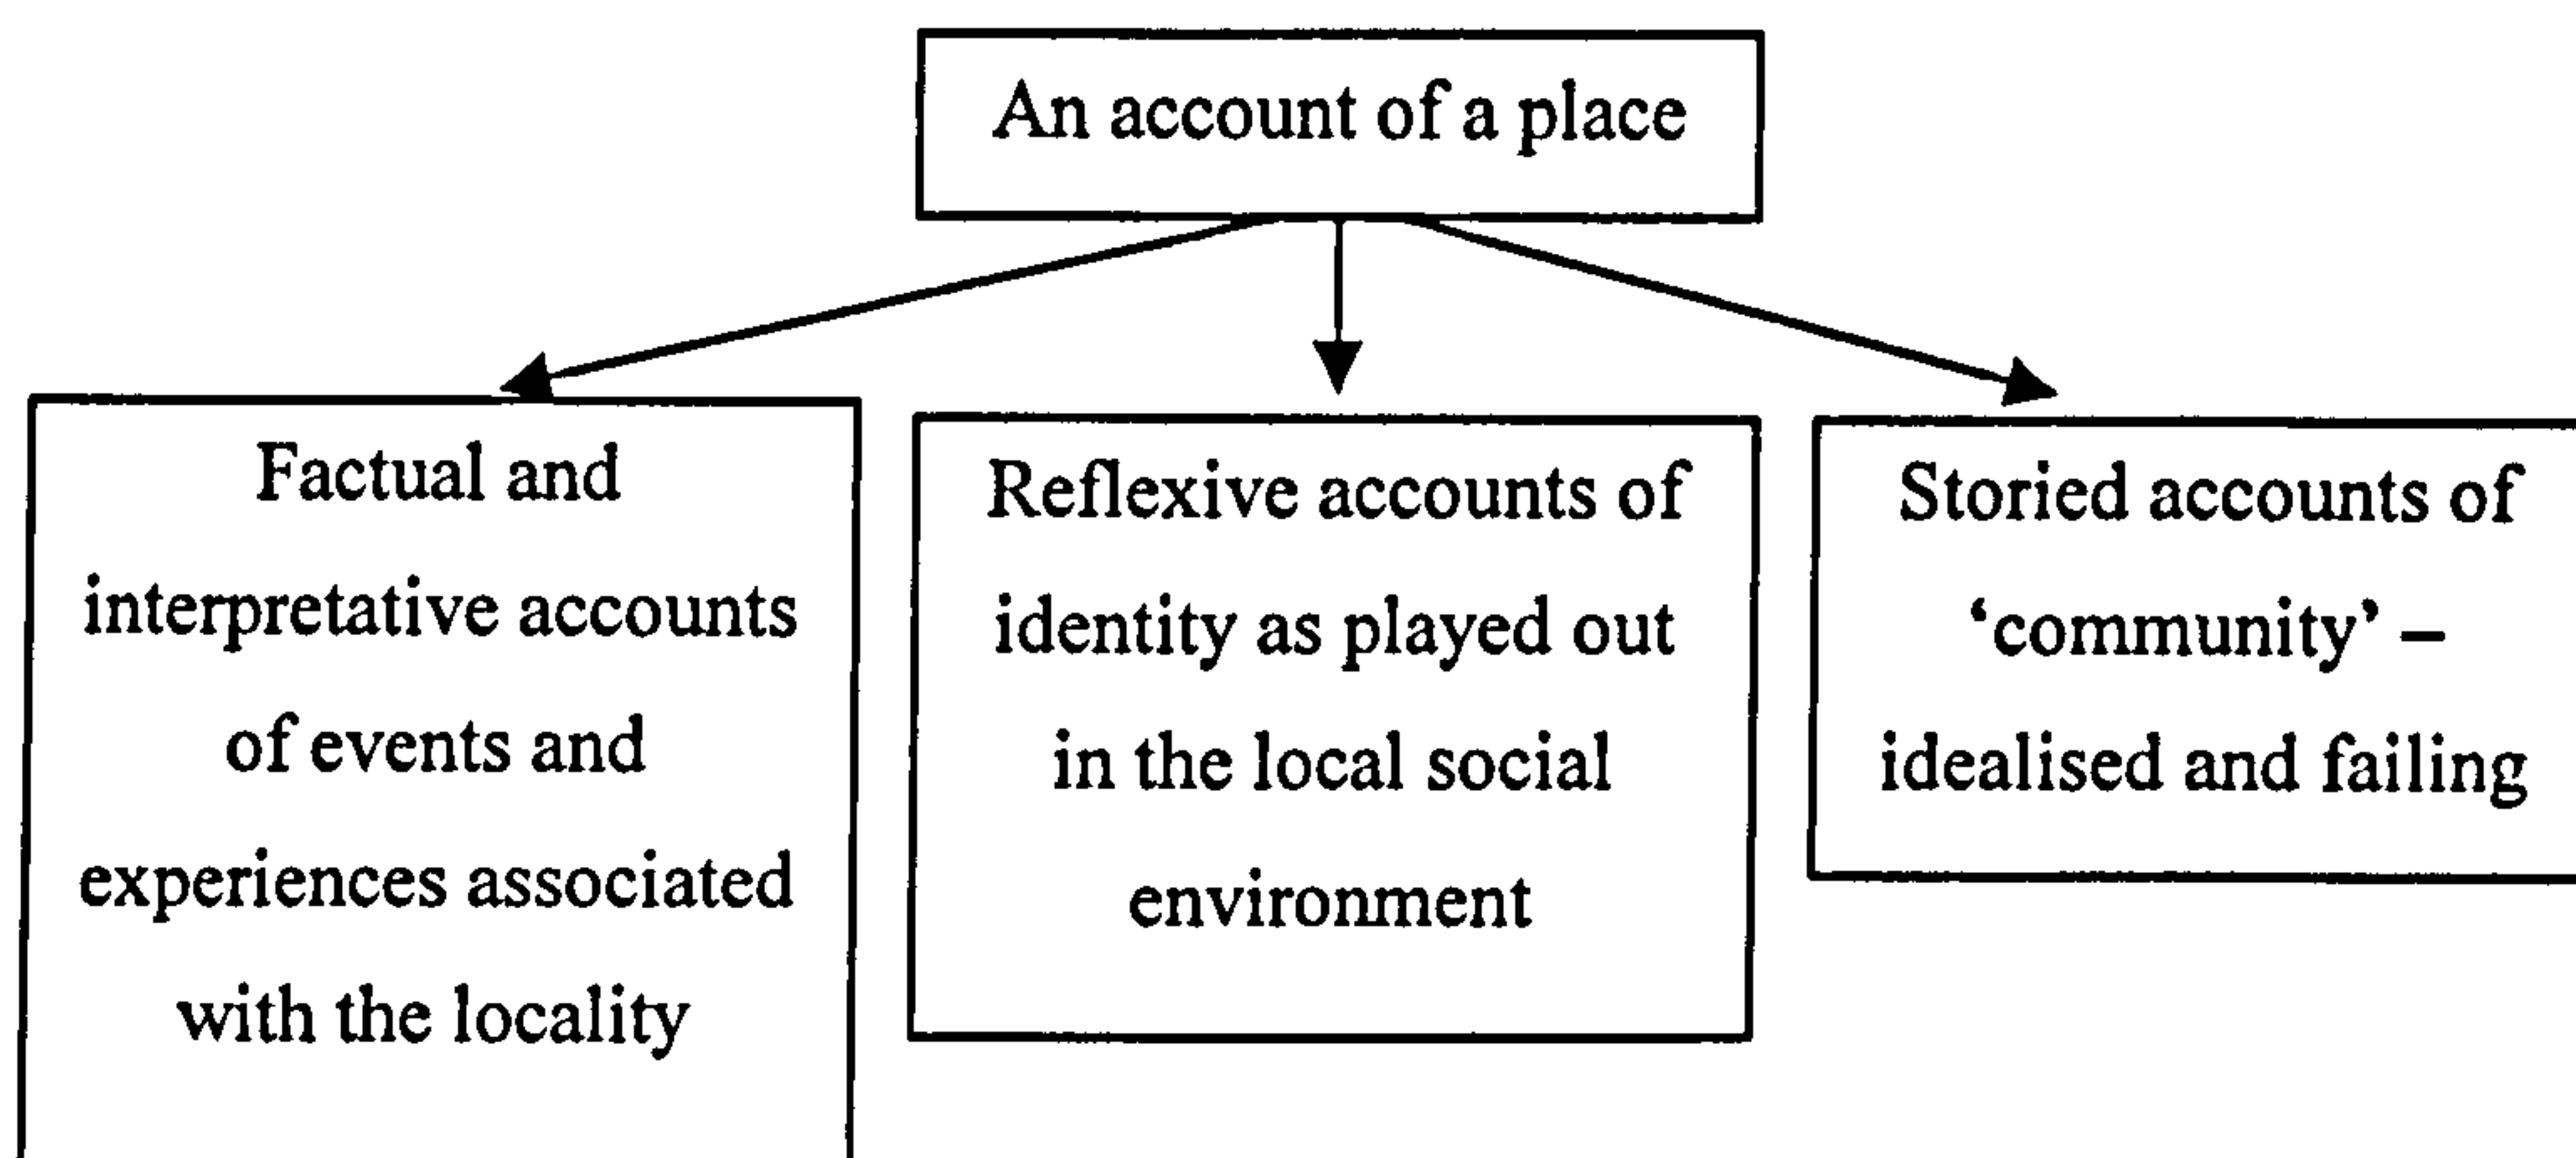 An account of a place
Factual and
interpretative accounts
of events and
experiences associated
with the locality
Reflexive accounts of
identity as played out
in the local social
environment
Storied accounts of
‘community’ –
idealised and failing